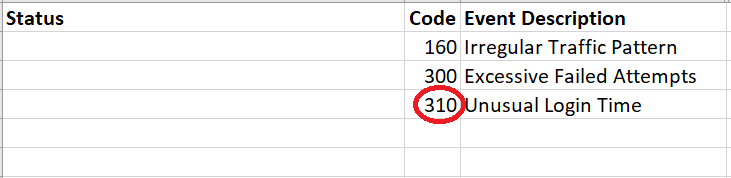 Status Code Event Description
160 Irregular Traffic Pattern
300 Excessive Failed Attempts
310 Unusual Login Time